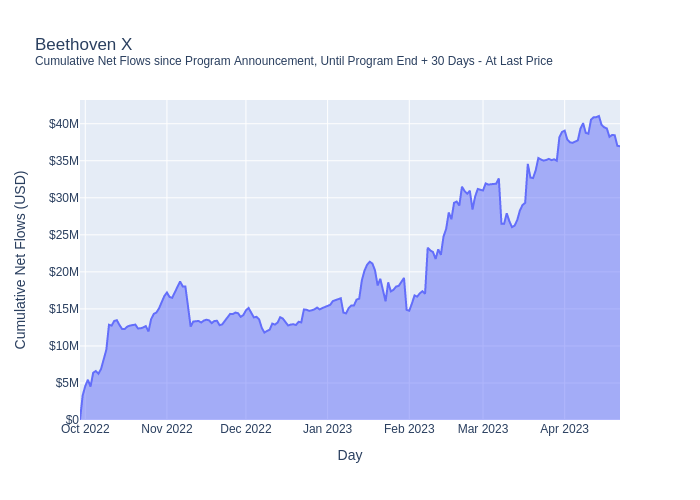 Beethoven X
Cumulative Net Flows since Program Announcement, Until Program End + 30 Days - At Last Price
Cumulative Net Flows (USD)
$40M
$35M
$30M
$25M
$20M
$15M
$10M
$5M
$0
Oct 2022 Nov 2022 Dec 2022 Jan 2023 Feb 2023 Mar 2023 Apr 2023
Day